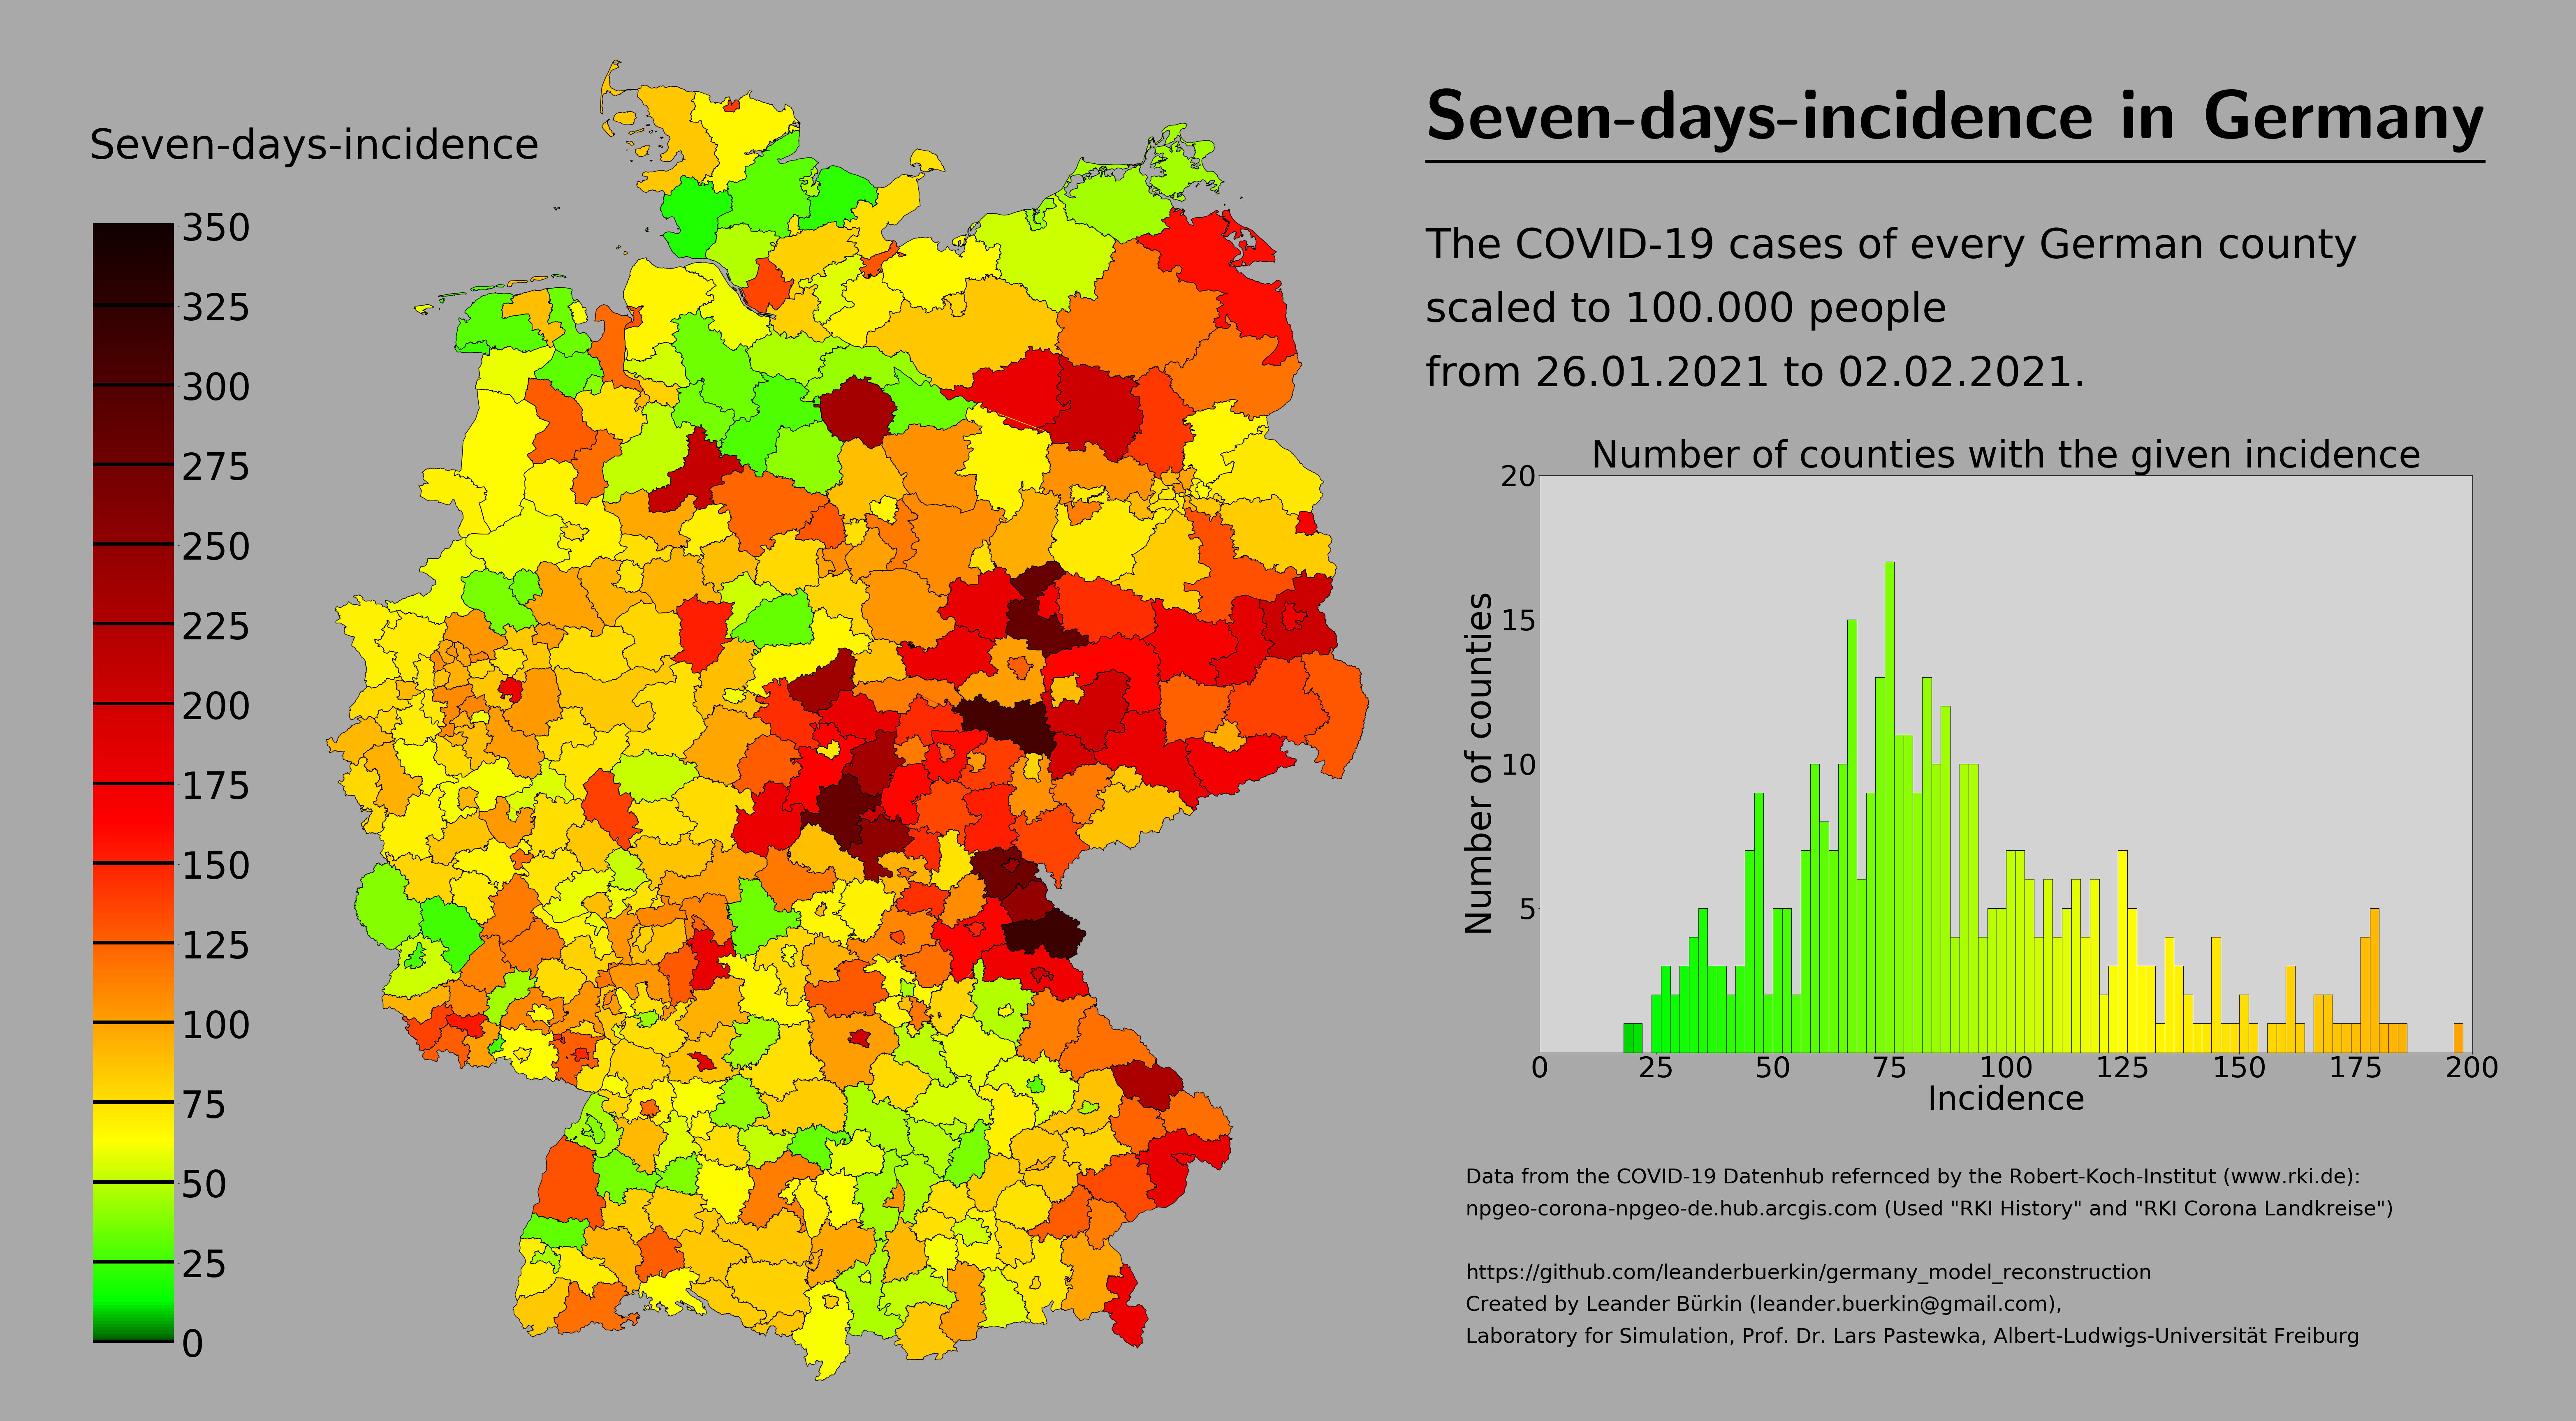 Seven-days-incidence in Germany
Seven-days-incidence
350
325
300
275
250
225
200
175
150
125
100
75
50
25
0
The COVID-19 cases of every German county
scaled to 100.000 people
from 26.01.2021 to 02.02.2021.
Number of counties with the given incidence
Number of counties
20
15
10
5
0 25 50 75 100 125 150 175 200
Incidence
Data from the COVID-19 Datenhub refernced by the Robert-Koch-Institut (www.rki.de):
npgeo-corona-npgeo-de.hub.arcgis.com (Used "RKI History" and "RKI Corona Landkreise")
https://github.com/leanderbuerkin/germany_model_reconstruction
Created by Leander Bürkin (leander.buerkin@gmail.com),
Laboratory for Simulation, Prof. Dr. Lars Pastewka, Albert-Ludwigs-Universität Freiburg